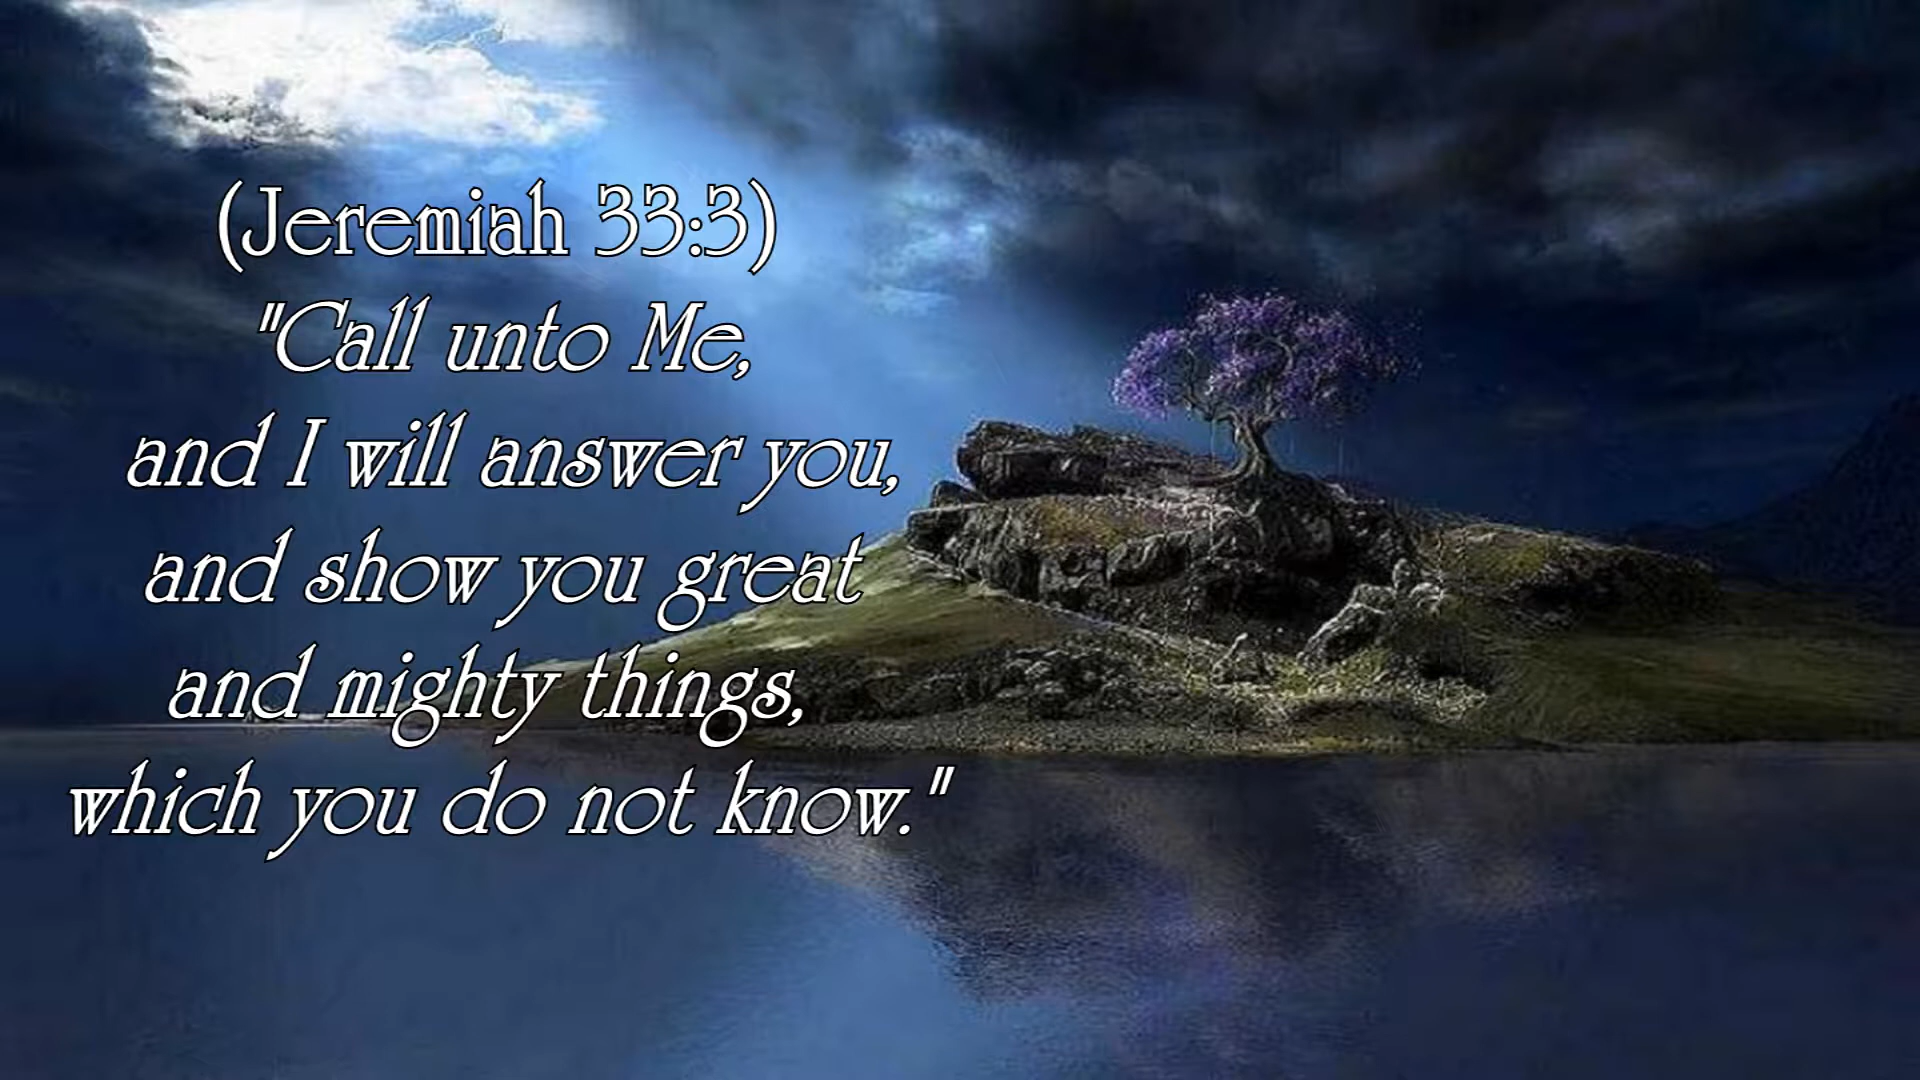 (Jeremiah 33:3)
"Call unto Me,
and I will answer you,
and show you great
and mighty things,
which you do not know."